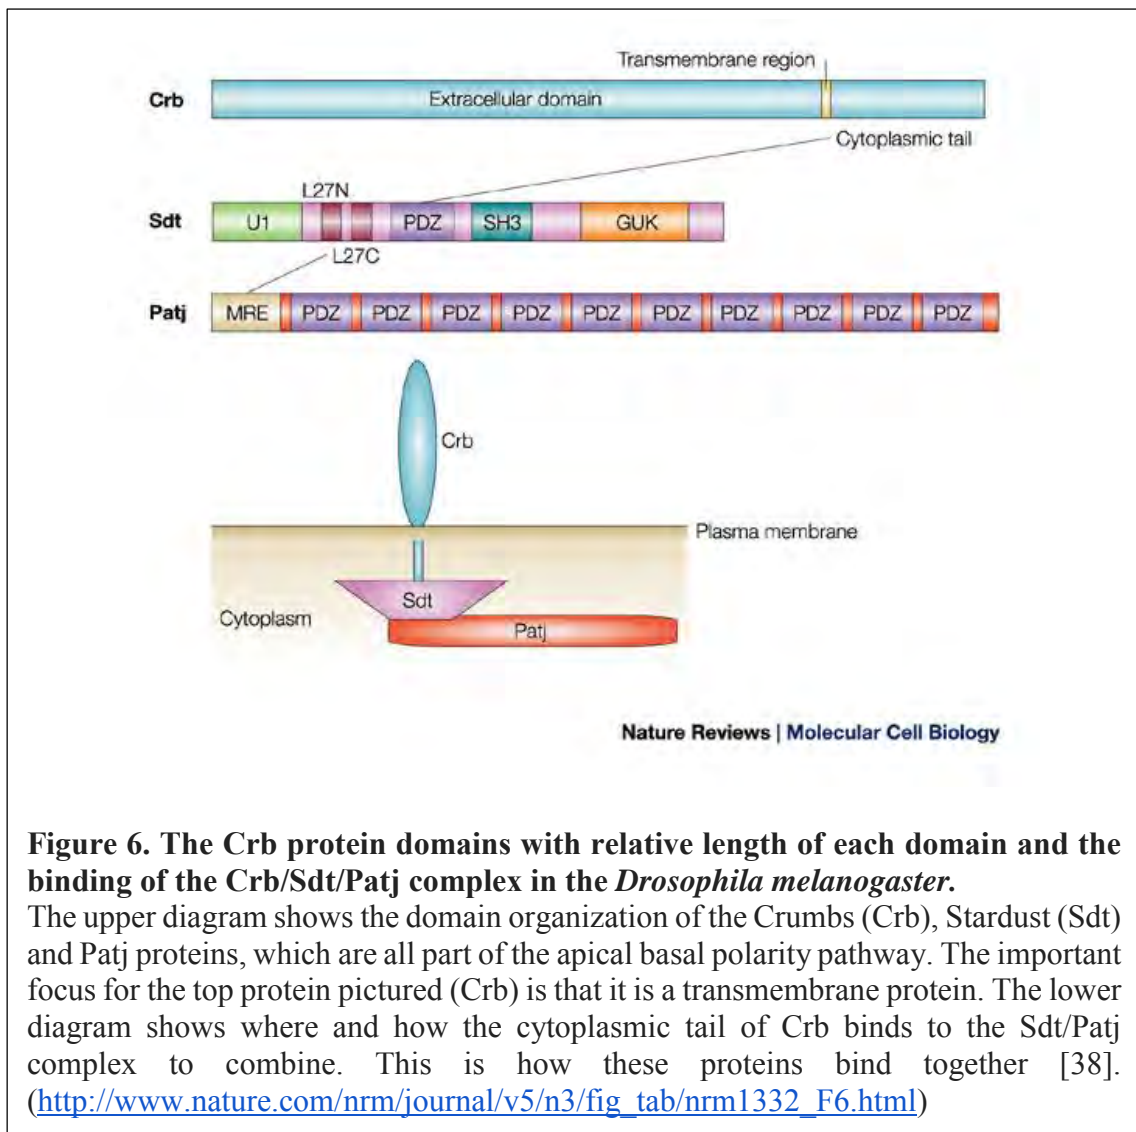 Transmembrane region
Crb
Extracellular domain
Cytoplasmic tail
L27N
Sdt
U1 PDZ SH3 GUK
L27C
Patj
MRE PDZ PDZ PDZ PDZ PDZ PDZ PDZ PDZ PDZ PDZ
Crb
Plasma membrane
Sdt
Cytoplasm
Patj
Nature Reviews | Molecular Cell Biology
Figure 6. The Crb protein domains with relative length of each domain and the
binding of the Crb/Sdt/Patj complex in the Drosophila melanogaster.
The upper diagram shows the domain organization of the Crumbs (Crb), Stardust (Sdt)
and Patj proteins, which are all part of the apical basal polarity pathway. The important
focus for the top protein pictured (Crb) is that it is a transmembrane protein. The lower
diagram shows where and how the cytoplasmic tail of Crb binds to the Sdt/Patj
complex to combine. This is how these proteins bind together [38].
(http://www.nature.com/nrm/journal/v5/n3/fig_tab/nrm1332_F6.html)